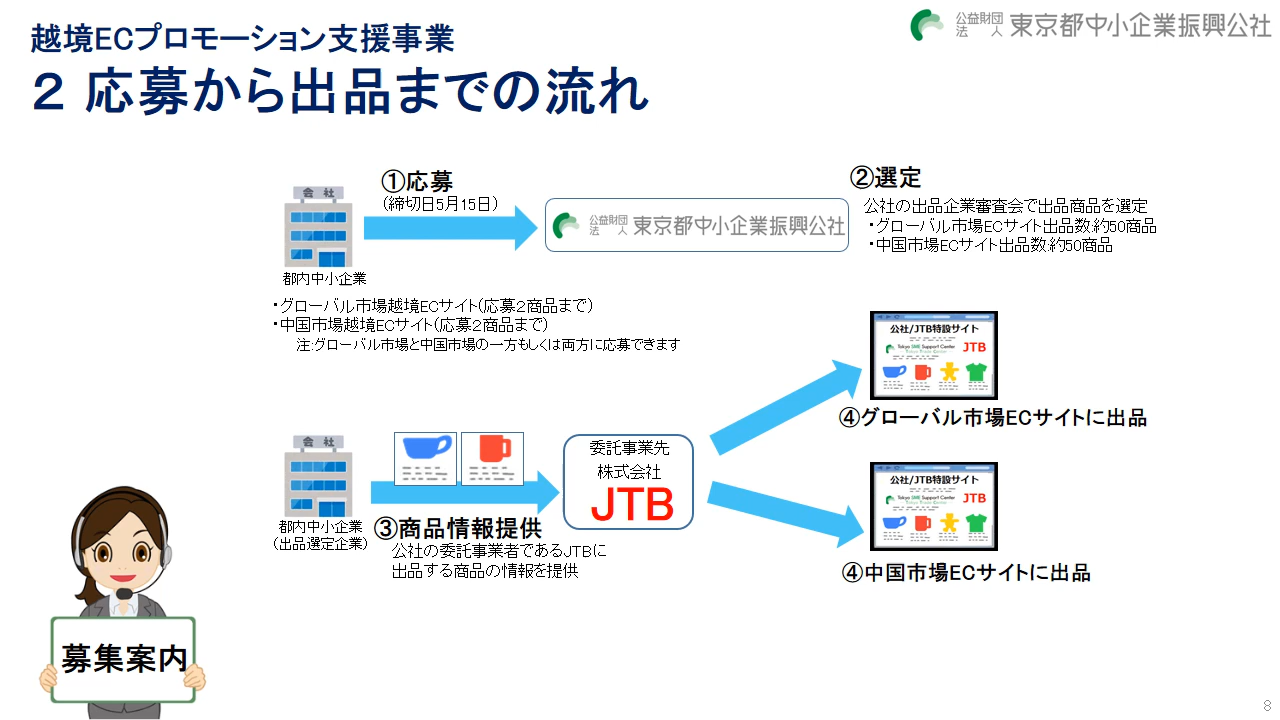 越境ECプロモーション支援事業
2 応募から出品までの流れ
公益財団法人 東京都中小企業振興公社
会 社
都内中小企業
①応募
(締切日5月15日)
公益財団法人 東京都中小企業振興公社
②選定
公社の出品企業審査会で出品商品を選定
・グローバル市場ECサイト出品数:約50商品
・中国市場ECサイト出品数:約50商品
・グローバル市場越境ECサイト(応募2商品まで)
・中国市場越境ECサイト(応募2商品まで)
注:グローバル市場と中国市場の一方もしくは両方に応募できます
会 社
都内中小企業
(出品選定企業)
③商品情報提供
公社の委託事業者であるJTBに
出品する商品の情報を提供
委託事業先
株式会社
JTB
公社/JTB特設サイト
Tokyo SME Support Center
JTB
④グローバル市場ECサイトに出品
公社/JTB特設サイト
Tokyo SME Support Center
JTB
④中国市場ECサイトに出品
募集案内
8